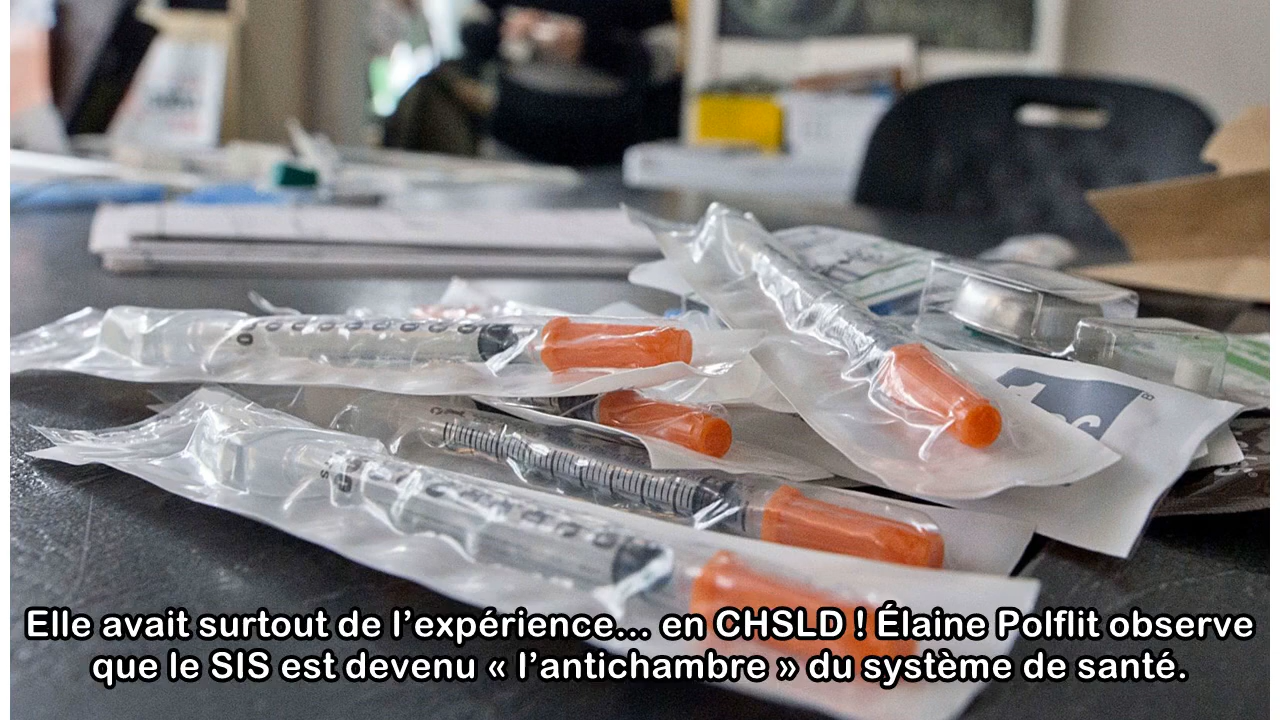 Elle avait surtout de l’expérience... en CHSLD ! Élaine Polflit observe
que le SIS est devenu « l’antichambre » du système de santé.